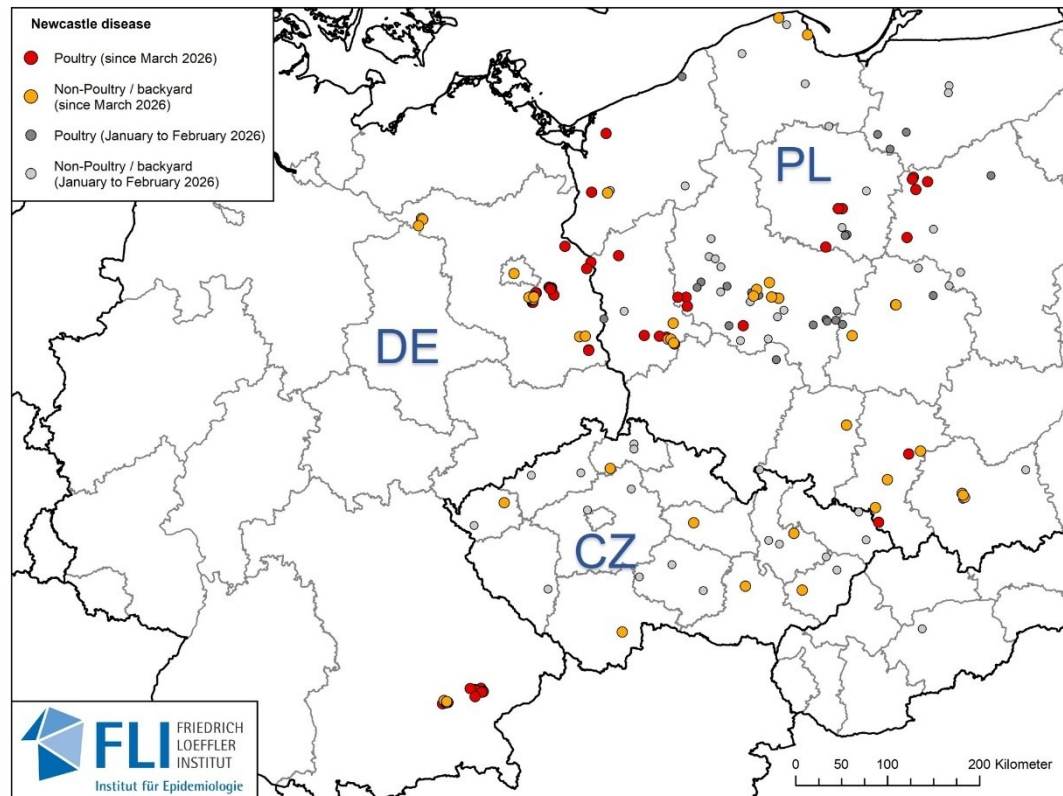 Newcastle disease
Poultry (since March 2026)
Non-Poultry / backyard
(since March 2026)
Poultry (January to February 2026)
Non-Poultry / backyard
(January to February 2026)
PL
DE
CZ
FLI
FRIEDRICH
LOEFFLER
INSTITUT
Institut für Epidemiologie
0 50 100 200 Kilometer